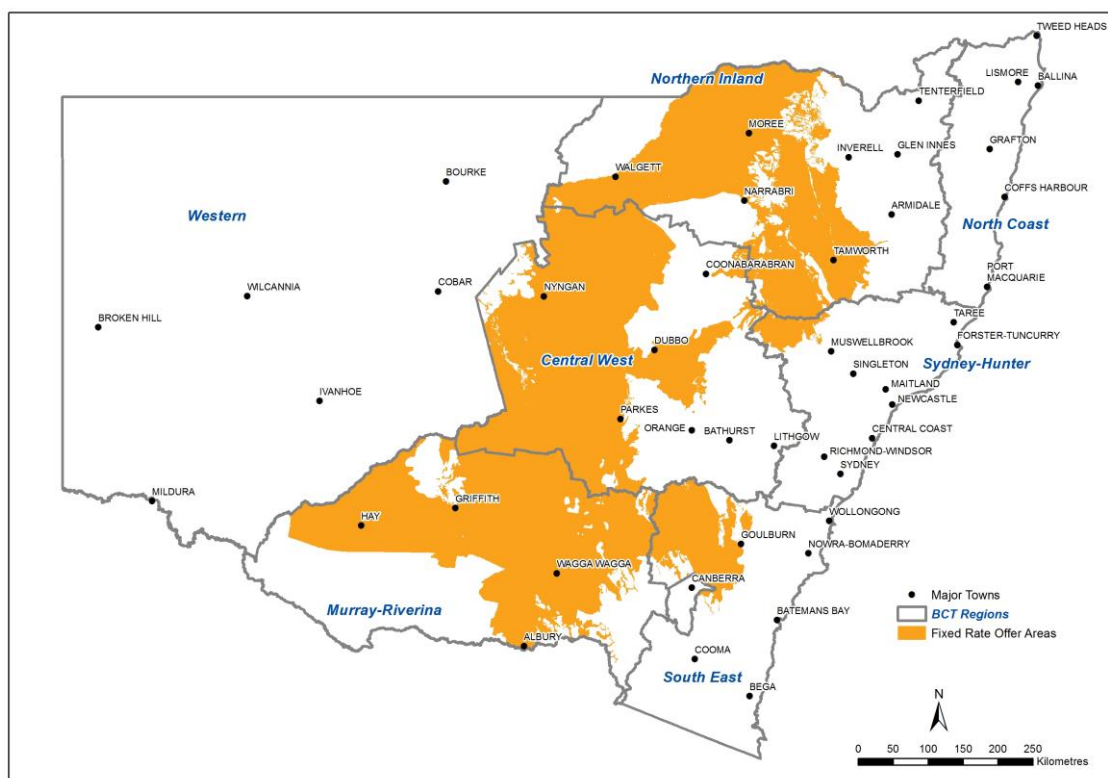 TWEED HEADS
LISMORE
BALLINA
Northern Inland
TENTERFIELD
MOREE
INVERELL
GLEN INNES
GRAFTON
WALGETT
BOURKE
NARRABRI
COFFS HARBOUR
Western
ARMIDALE
North Coast
TAMWORTH
COONABARABRAN
PORT
MACQUARIE
COBAR
NYNGAN
WILCANNIA
TAREE
BROKEN HILL
FORSTER-TUNCURRY
MUSWELLBROOK
DUBBO
Central West
Sydney-Hunter
SINGLETON
MAITLAND
IVANHOE
NEWCASTLE
PARKES
ORANGE
BATHURST
CENTRAL COAST
LITHGOW
RICHMOND-WINDSOR
SYDNEY
MILDURA
GRIFFITH
HAY
WOLLONGONG
GOULBURN
NOWRA-BOMADERRY
WAGGA WAGGA
CANBERRA
Major Towns
Murray-Riverina
BATEMANS BAY
BCT Regions
Fixed Rate Offer Areas
ALBURY
COOMA
South East
BEGA
N
0 50 100 150 200 250
Kilometres